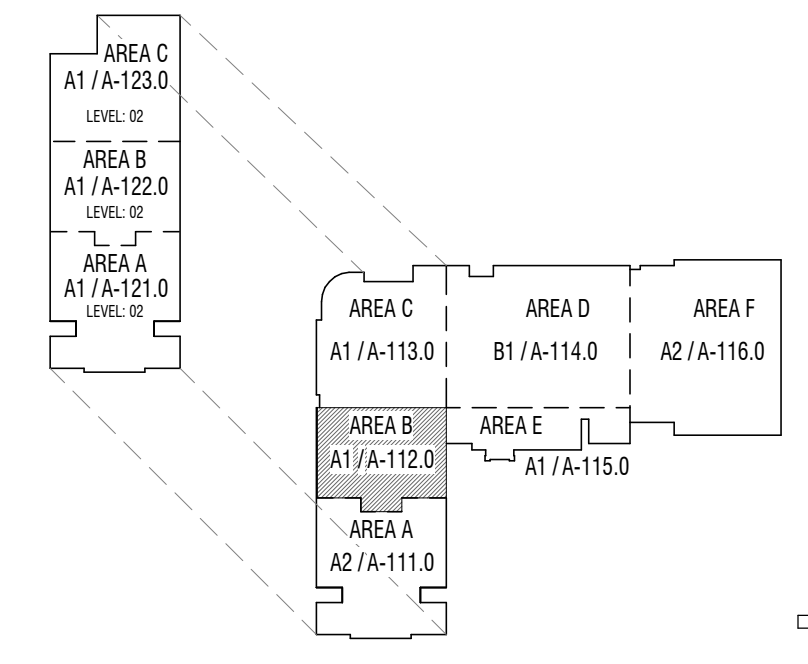 AREA C
A1 / A-123.0
LEVEL: 02
AREA B
A1 / A-122.0
LEVEL: 02
AREA A
A1 / A-121.0
LEVEL: 02
AREA C
A1 / A-113.0
AREA D
B1 / A-114.0
AREA F
A2 / A-116.0
AREA B
A1 / A-112.0
AREA E
A1 / A-115.0
AREA A
A2 / A-111.0